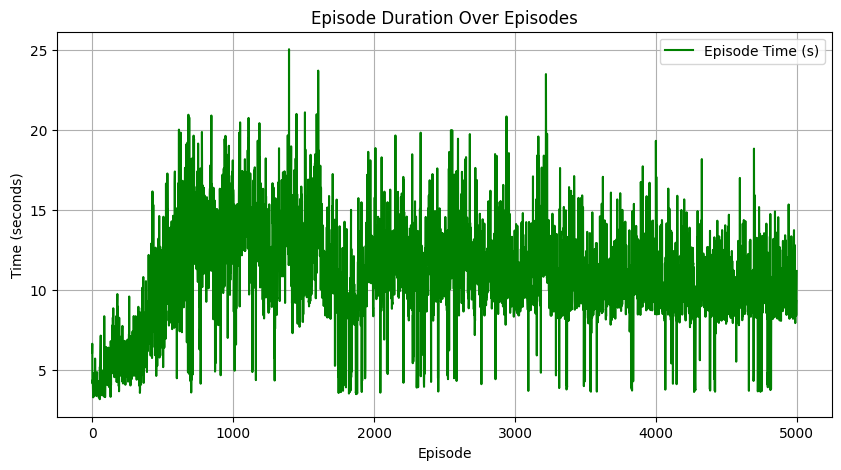 Episode Duration Over Episodes
Episode Time (s)
Time (seconds)
25
20
15
10
5
0
1000
2000
3000
4000
5000
Episode